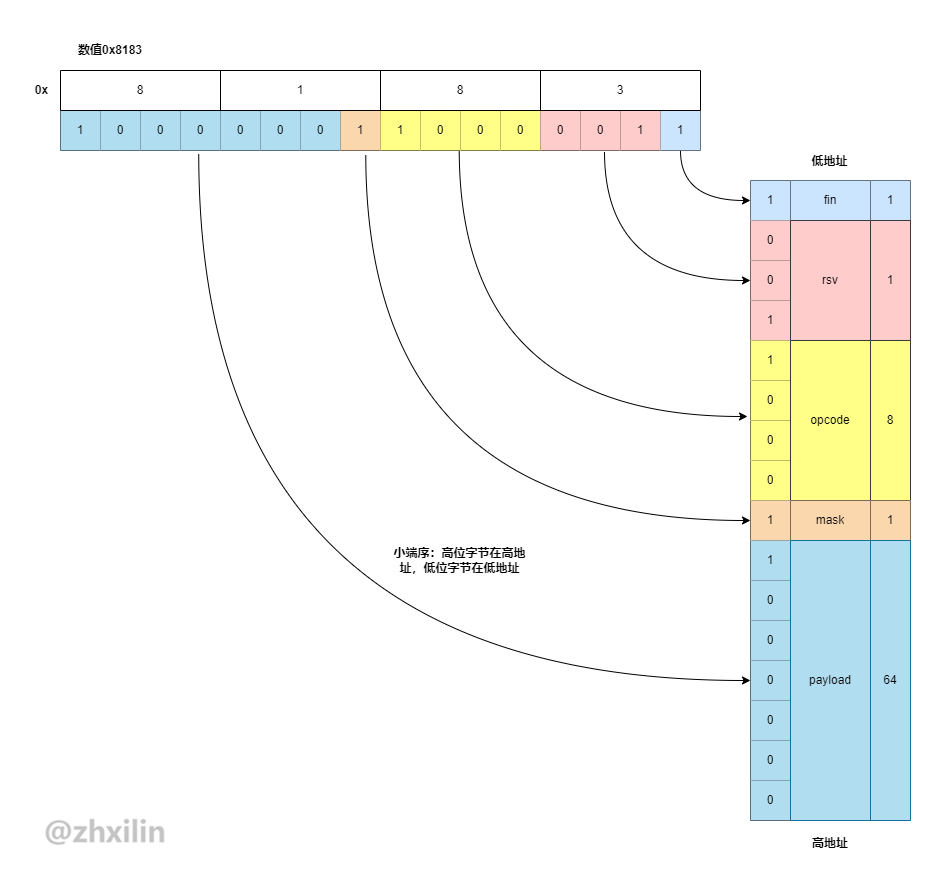 数值0x8183
0x 8 1 8 3
1 0 0 0 0 0 0 1 1 0 0 0 0 0 1 1
低地址
1 fin 1
0
0 rsv 1
1
1
0
opcode 8
0
0
1 mask 1
小端序：高位字节在高地
址，低位字节在低地址
1
0
0
0 payload 64
0
0
0
@zhxilin
高地址